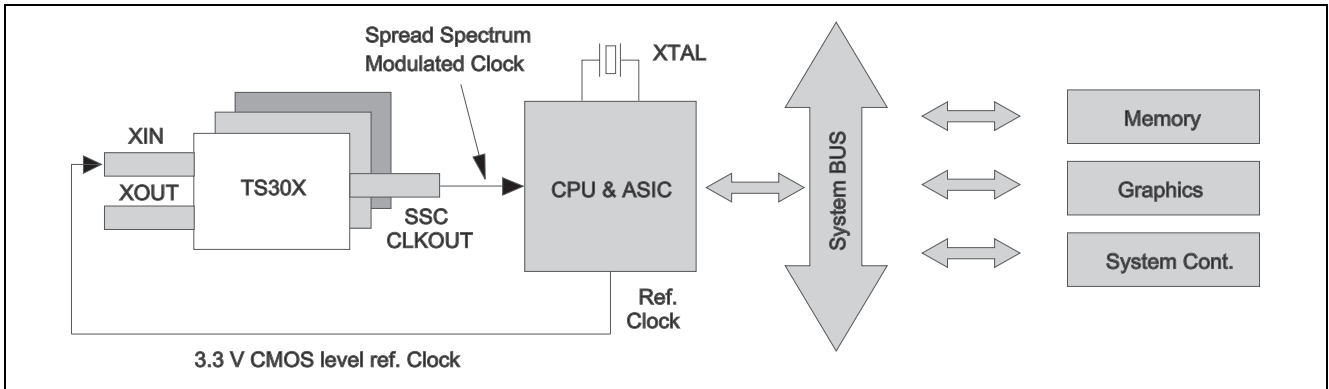 Spread Spectrum
Modulated Clock
XTAL
XIN
XOUT
TS30X
SSC
CLKOUT
CPU & ASIC
System BUS
Memory
Graphics
System Cont.
Ref.
Clock
3.3 V CMOS level ref. Clock